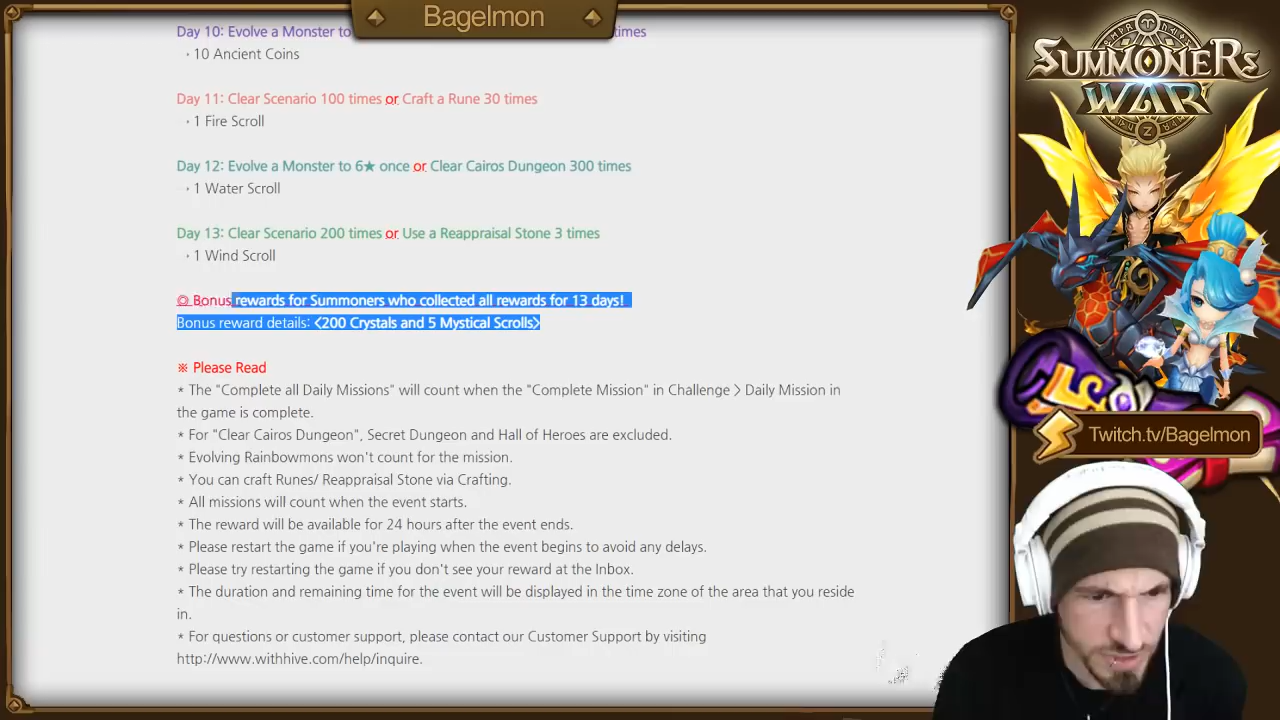 Bagelmon
Day 10: Evolve a Monster to times
· 10 Ancient Coins
Day 11: Clear Scenario 100 times or Craft a Rune 30 times
· 1 Fire Scroll
Day 12: Evolve a Monster to 6★ once or Clear Cairos Dungeon 300 times
· 1 Water Scroll
Day 13: Clear Scenario 200 times or Use a Reappraisal Stone 3 times
· 1 Wind Scroll
◎ Bonus rewards for Summoners who collected all rewards for 13 days!
Bonus reward details: <200 Crystals and 5 Mystical Scrolls>
※ Please Read
* The "Complete all Daily Missions" will count when the "Complete Mission" in Challenge > Daily Mission in
the game is complete.
* For "Clear Cairos Dungeon", Secret Dungeon and Hall of Heroes are excluded.
* Evolving Rainbowmons won't count for the mission.
* You can craft Runes/ Reappraisal Stone via Crafting.
* All missions will count when the event starts.
* The reward will be available for 24 hours after the event ends.
* Please restart the game if you're playing when the event begins to avoid any delays.
* Please try restarting the game if you don't see your reward at the Inbox.
* The duration and remaining time for the event will be displayed in the time zone of the area that you reside
in.
* For questions or customer support, please contact our Customer Support by visiting
http://www.withhive.com/help/inquire.
SUMMONERS
WAR
Twitch.tv/Bagelmon